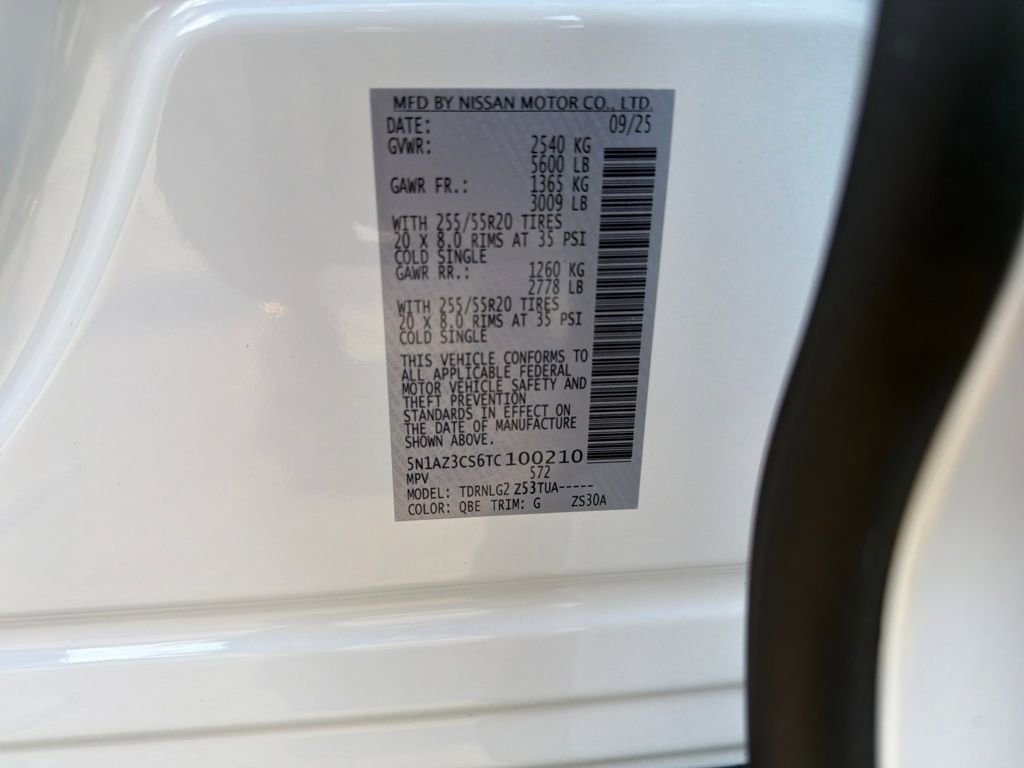 MFD BY NISSAN MOTOR CO., LTD.
DATE: 09/25
GVWR: 2540 KG
5600 LB
GAWR FR.: 1365 KG
3009 LB
WITH 255/55R20 TIRES
20 X 8.0 RIMS AT 35 PSI
COLD SINGLE
GAWR RR.: 1260 KG
2778 LB
WITH 255/55R20 TIRES
20 X 8.0 RIMS AT 35 PSI
COLD SINGLE
THIS VEHICLE CONFORMS TO
ALL APPLICABLE FEDERAL
MOTOR VEHICLE SAFETY AND
THEFT PREVENTION
STANDARDS IN EFFECT ON
THE DATE OF MANUFACTURE
SHOWN ABOVE.
5N1AZ3CS6TC100210
MPV 572
MODEL: TDRNLG2 Z53TUA-----
COLOR: QBE TRIM: G ZS30A